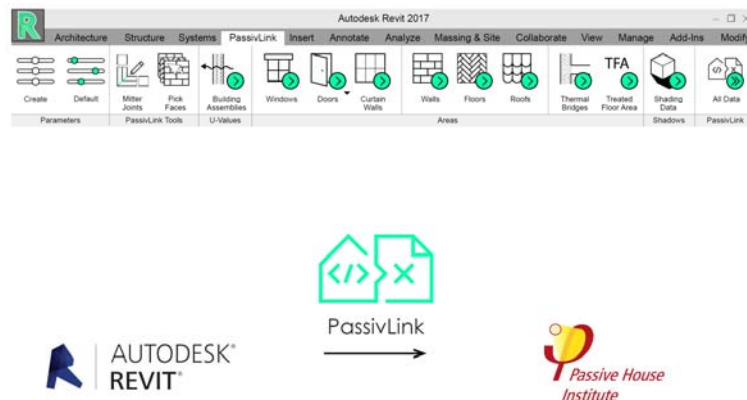 Autodesk Revit 2017
Architecture Structure Systems PassivLink Insert Annotate Analyze Massing & Site Collaborate View Manage Add-Ins Modify
TFA
Create Default Mitter Joints Pick Faces Building Assemblies Windows Doors Curtain Walls Walls Floors Roofs Thermal Bridges Treated Floor Area Shading Data All Data
Parameters PassivLink Tools U-Values Areas Shadows PassivLink
PassivLink
AUTODESK®
REVIT®
Passive House
Institute